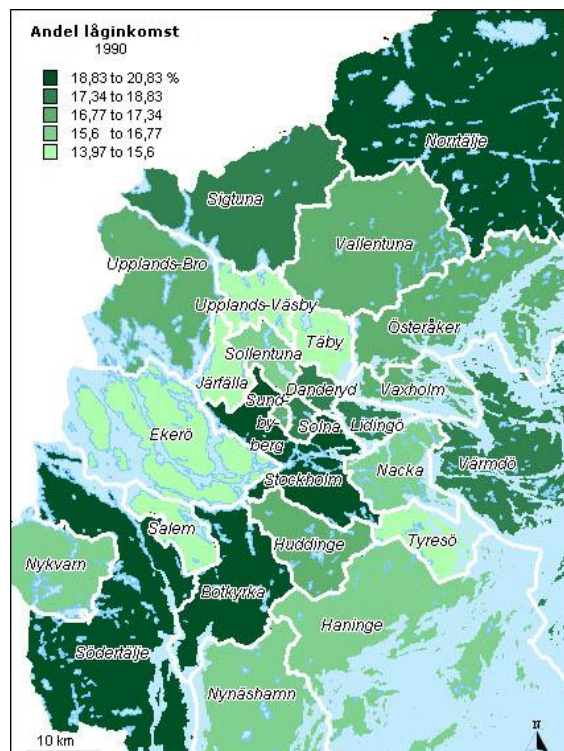 Andel låginkomst
1990
18,83 to 20,83 %
17,34 to 18,83
16,77 to 17,34
15,6 to 16,77
13,97 to 15,6
Norrtälje
Sigtuna
Vallentuna
Upplands-Bro
Upplands-Väsby
Österåker
Täby
Sollentuna
Järfälla
Danderyd
Vaxholm
Sund-
by-
berg
Solna
Lidingö
Ekerö
Värmdö
Nacka
Stockholm
Salem
Huddinge
Tyresö
Nykvarn
Botkyrka
Haninge
Södertälje
Nynäshamn
10 km
N